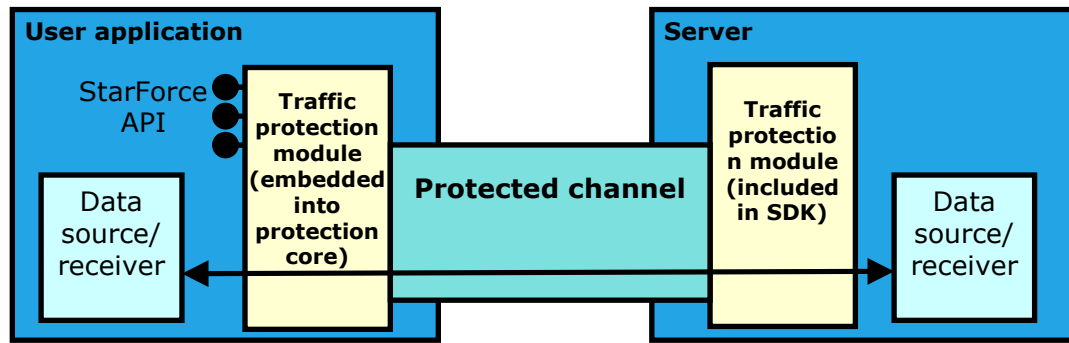 User application
StarForce
API
Traffic
protection
module
(embedded
into
protection
core)
Data
source/
receiver
Protected channel
Server
Traffic
protectio
n module
(included
in SDK)
Data
source/
receiver